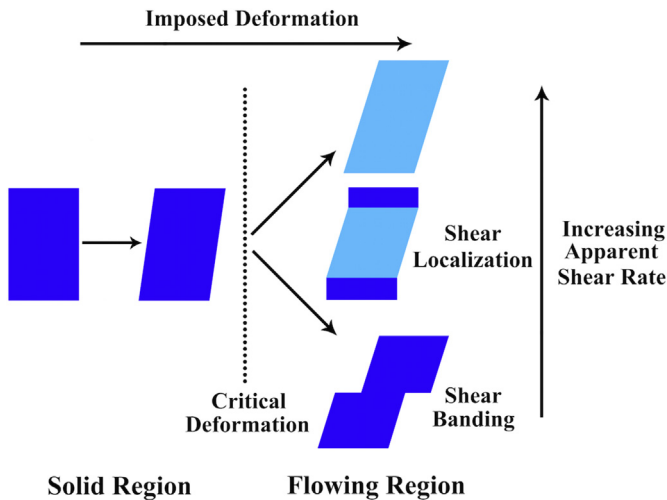 Imposed Deformation
Shear
Localization
Increasing
Apparent
Shear Rate
Critical
Deformation
Shear
Banding
Solid Region
Flowing Region